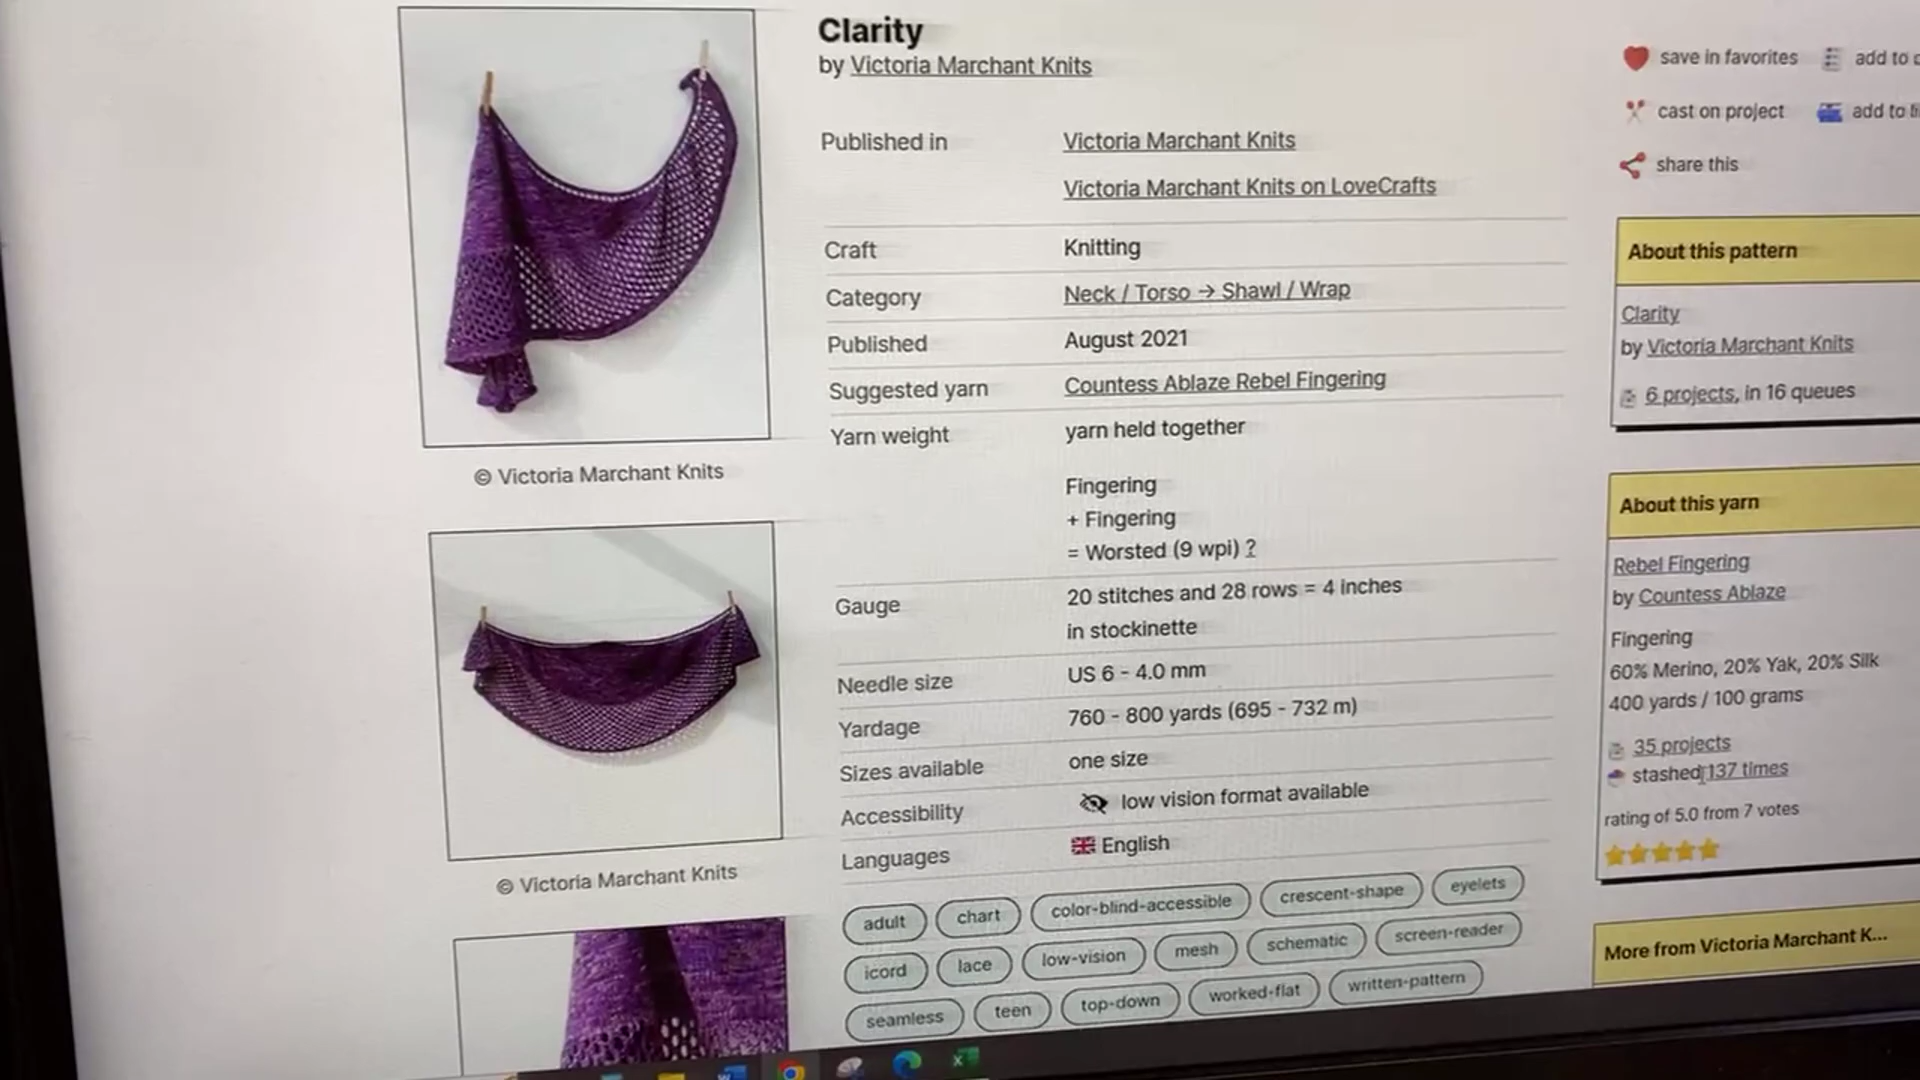 Clarity
by Victoria Marchant Knits
Published in
Victoria Marchant Knits
Victoria Marchant Knits on LoveCrafts
Craft
Knitting
Category
Neck / Torso → Shawl / Wrap
Published
August 2021
Suggested yarn
Countess Ablaze Rebel Fingering
Yarn weight
yarn held together
Fingering
+ Fingering
= Worsted (9 wpi) ?
Gauge
20 stitches and 28 rows = 4 inches
in stockinette
Needle size
US 6 - 4.0 mm
Yardage
760 - 800 yards (695 - 732 m)
Sizes available
one size
Accessibility
low vision format available
Languages
English
adult
chart
color-blind-accessible
crescent-shape
eyelets
icord
lace
low-vision
mesh
schematic
screen-reader
seamless
teen
top-down
worked-flat
written-pattern
© Victoria Marchant Knits
© Victoria Marchant Knits
save in favorites
add to
cast on project
add to
share this
About this pattern
Clarity
by Victoria Marchant Knits
6 projects, in 16 queues
About this yarn
Rebel Fingering
by Countess Ablaze
Fingering
60% Merino, 20% Yak, 20% Silk
400 yards / 100 grams
35 projects
stashed 137 times
rating of 5.0 from 7 votes
More from Victoria Marchant K...